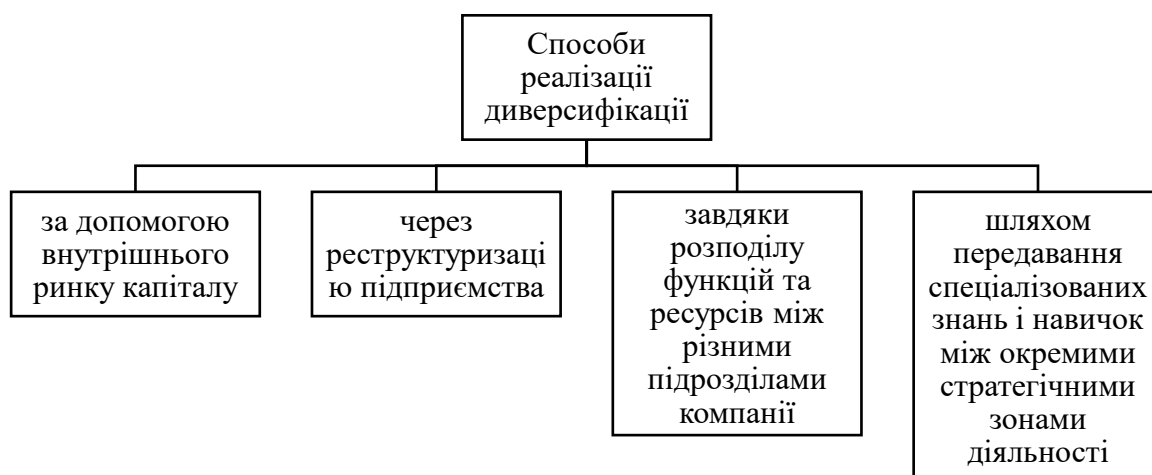 Способи
реалізації
диверсифікації
за допомогою
внутрішнього
ринку капіталу
через
реструктуризаці
ю підприємства
завдяки
розподілу
функцій та
ресурсів між
різними
підрозділами
компанії
шляхом
передавання
спеціалізованих
знань і навичок
між окремими
стратегічними
зонами
діяльності